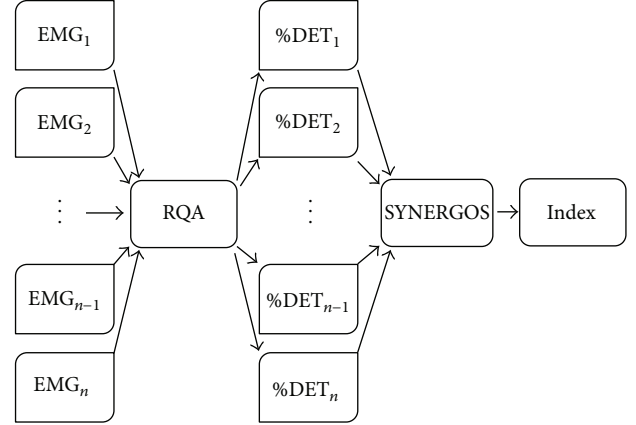 EMG₁
EMG₂
⋮
EMGₙ₋₁
EMGₙ
RQA
%DET₁
%DET₂
⋮
%DETₙ₋₁
%DETₙ
SYNERGOS
Index